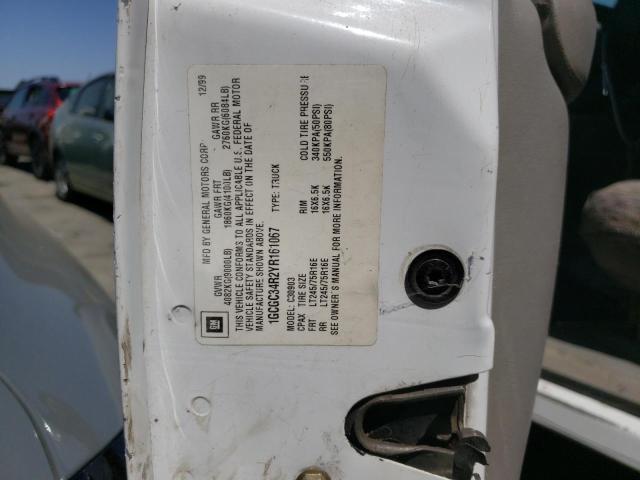 MFD BY GENERAL MOTORS CORP 12/99
GVWR GAWR FRT GAWR RR
4082KG(9000LB) 1860KG(4100LB) 2760KG(6084LB)
THIS VEHICLE CONFORMS TO ALL APPLICABLE U.S. FEDERAL MOTOR
VEHICLE SAFETY STANDARDS IN EFFECT ON THE DATE OF
MANUFACTURE SHOWN ABOVE.
1GCGC34R2YR161067 TYPE: TRUCK
MODEL: C30903
CPAX TIRE SIZE RIM COLD TIRE PRESSURE
FRT LT245/75R16E 16X6.5K 340KPA(50PSI)
RR LT245/75R16E 16X6.5K 550KPA(80PSI)
SEE OWNER'S MANUAL FOR MORE INFORMATION.
GM